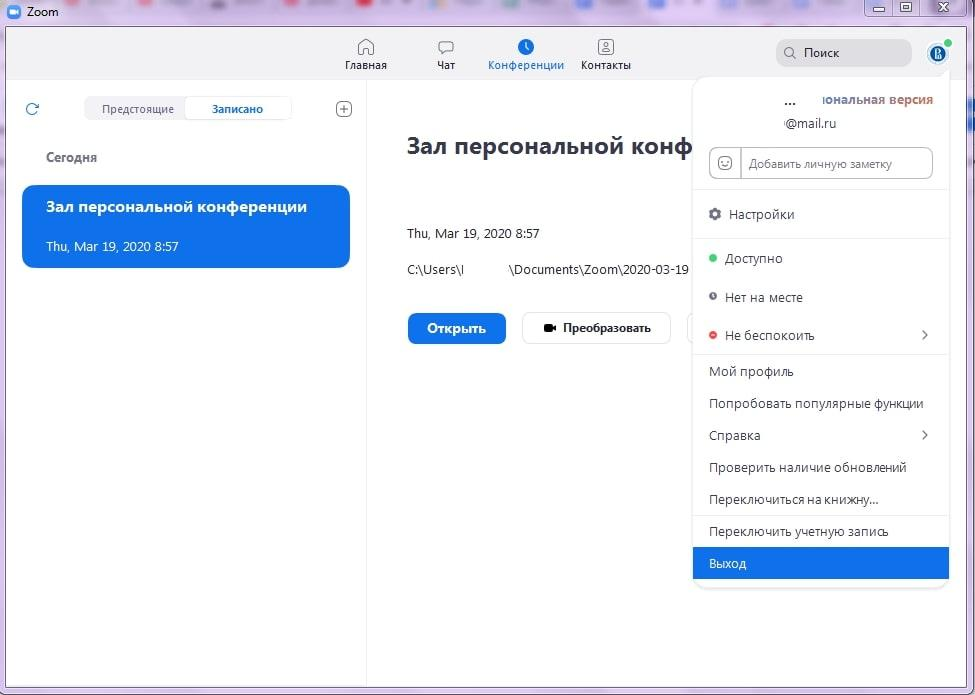 Zoom
Главная
Чат
Конференции
Контакты
Поиск
Предстоящие
Записано
Сегодня
Зал персональной конференции
Thu, Mar 19, 2020 8:57
Зал персональной конф
Thu, Mar 19, 2020 8:57
C:\Users\I \Documents\Zoom\2020-03-19
Открыть
Преобразовать
... иональная версия
@mail.ru
Добавить личную заметку
Настройки
Доступно
Нет на месте
Не беспокоить
Мой профиль
Попробовать популярные функции
Справка
Проверить наличие обновлений
Переключиться на книжну...
Переключить учетную запись
Выход